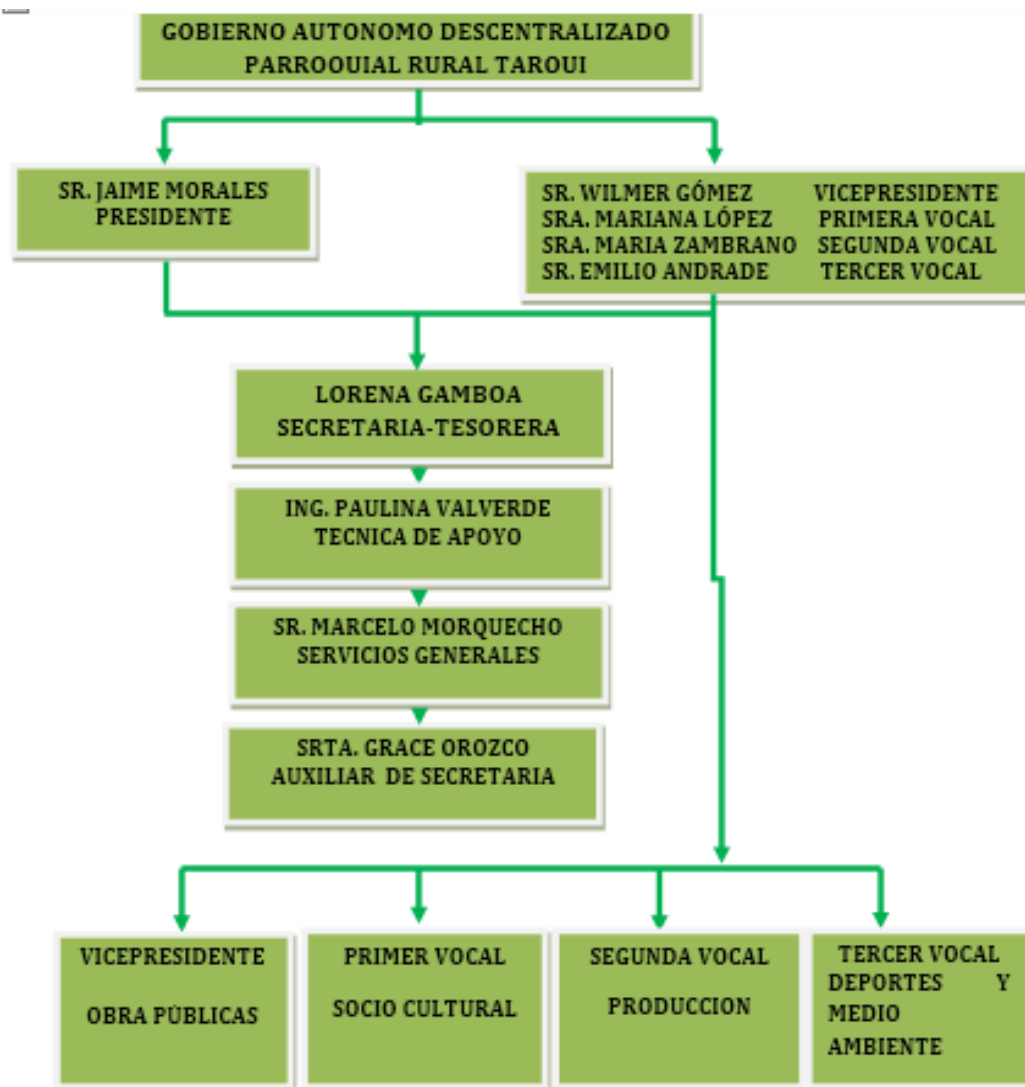 GOBIERNO AUTONOMO DESCENTRALIZADO
PARROQUIAL RURAL TARQUI
SR. JAIME MORALES
PRESIDENTE
SR. WILMER GÓMEZ VICEPRESIDENTE
SRA. MARIANA LÓPEZ PRIMERA VOCAL
SRA. MARIA ZAMBRANO SEGUNDA VOCAL
SR. EMILIO ANDRADE TERCER VOCAL
LORENA GAMBOA
SECRETARIA-TESORERA
ING. PAULINA VALVERDE
TECNICA DE APOYO
SR. MARCELO MORQUECHO
SERVICIOS GENERALES
SRTA. GRACE OROZCO
AUXILIAR DE SECRETARIA
VICEPRESIDENTE
OBRA PÚBLICAS
PRIMER VOCAL
SOCIO CULTURAL
SEGUNDA VOCAL
PRODUCCION
TERCER VOCAL
DEPORTES Y
MEDIO
AMBIENTE